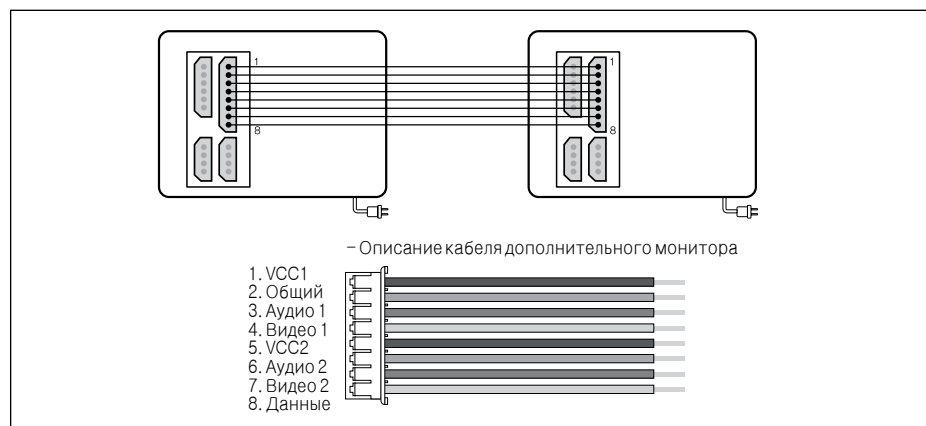 1
8
1
8
– Описание кабеля дополнительного монитора
1. VCC1
2. Общий
3. Аудио 1
4. Видео 1
5. VCC2
6. Аудио 2
7. Видео 2
8. Данные